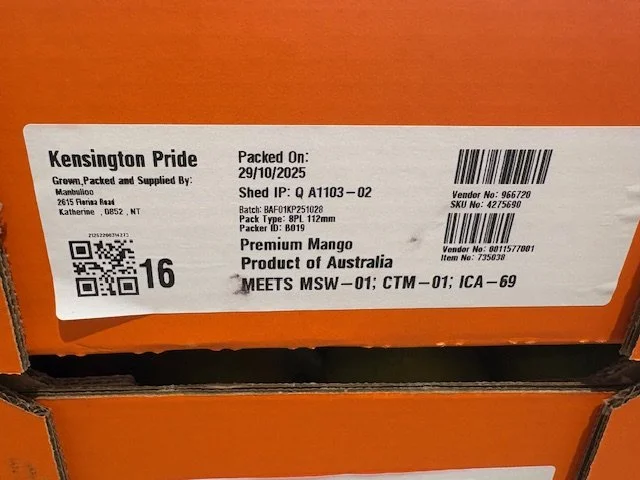 Kensington Pride
Grown,Packed and Supplied By:
Manbulloo
2615 Florina Road
Katherine , 0852 , NT
16
Packed On:
29/10/2025
Shed IP: Q A1103-02
Batch: BAF01KP251028
Pack Type: 8PL 112mm
Packer ID: B019
Premium Mango
Product of Australia
MEETS MSW-01; CTM-01; ICA-69
Vendor No: 966720
SKU No: 4275690
Vendor No: 0011577001
Item No: 735038